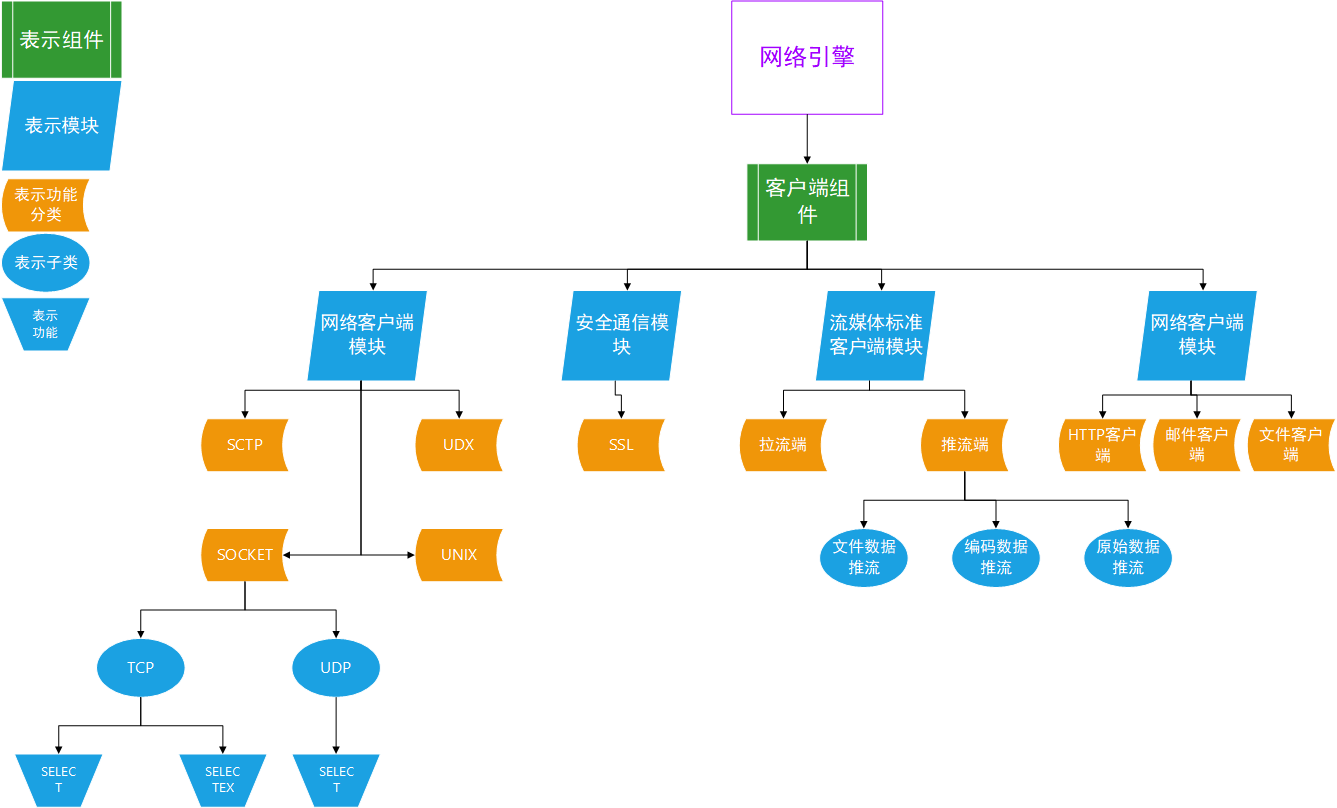 表示组件
表示模块
表示功能
分类
表示子类
表示
功能
网络引擎
客户端组
件
网络客户端
模块
安全通信模
块
流媒体标准
客户端模块
网络客户端
模块
SCTP
UDX
SSL
拉流端
推流端
HTTP客户
端
邮件客户
端
文件客户
端
SOCKET
UNIX
文件数据
推流
编码数据
推流
原始数据
推流
TCP
UDP
SELEC
T
SELEC
TEX
SELEC
T